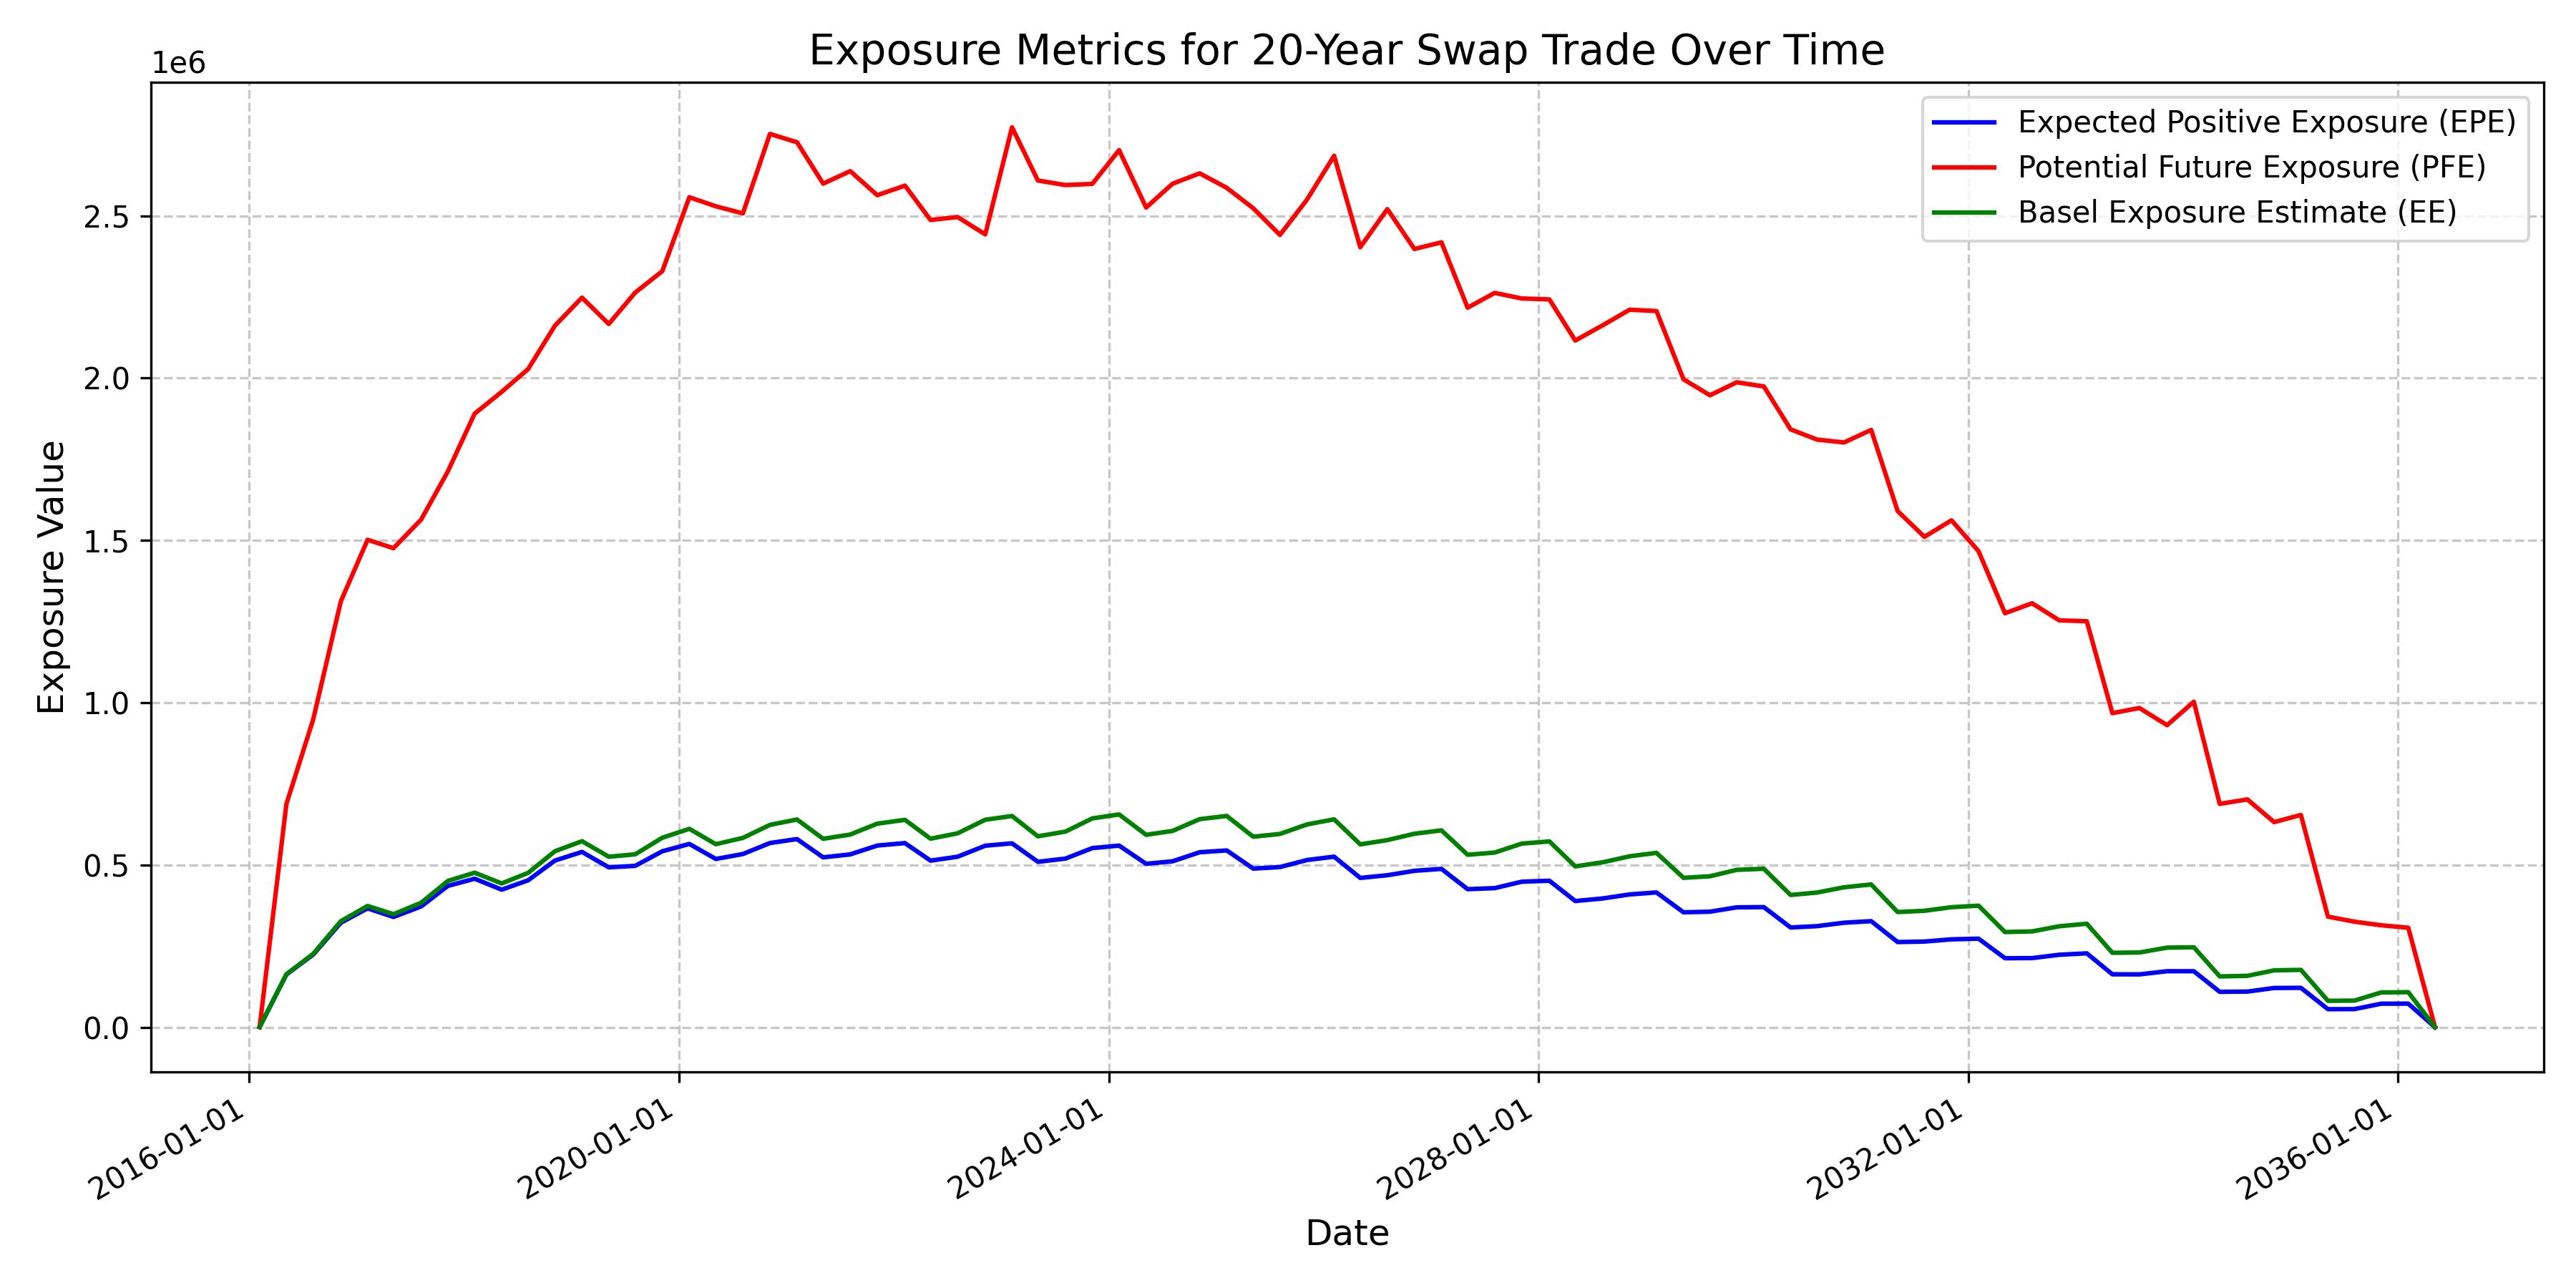 Exposure Metrics for 20-Year Swap Trade Over Time
1e6
Expected Positive Exposure (EPE)
Potential Future Exposure (PFE)
Basel Exposure Estimate (EE)
Exposure Value
2.5
2.0
1.5
1.0
0.5
0.0
2016-01-01
2020-01-01
2024-01-01
2028-01-01
2032-01-01
2036-01-01
Date